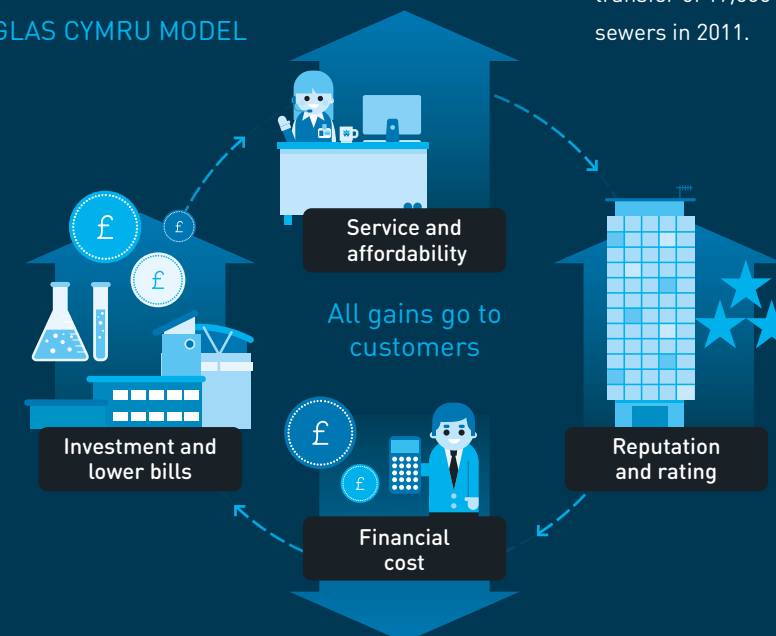 GLAS CYMRU MODEL
sewers in 2011.
Service and
affordability
£
£
£
All gains go to
customers
Investment and
lower bills
£
£
Reputation
and rating
Financial
cost